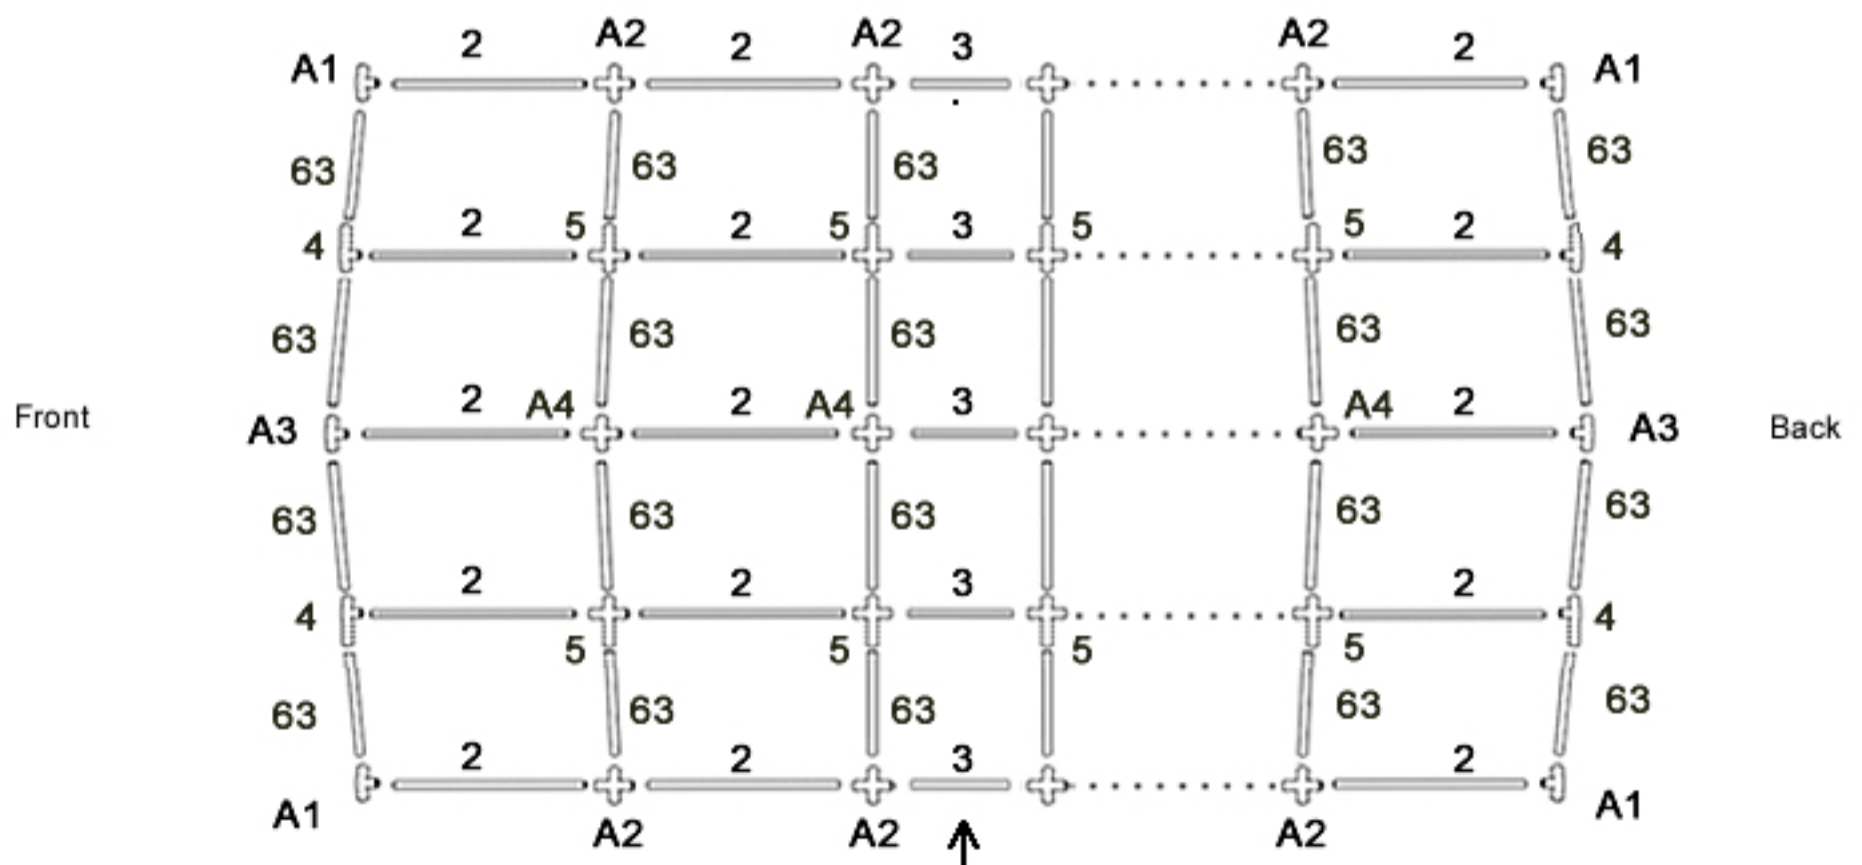 A2 A2 A2
2 2 3 2
A1 A1
63 63 63 63 63
2 5 2 5 3 5 5 2
4 4
63 63 63 63 63
2 A4 2 A4 3 A4 2
Front A3 A3 Back
63 63 63 63 63
2 2 3 2
4 4
5 5 5 5
63 63 63 63 63
2 2 3 2
A1 A1
A2 A2 A2